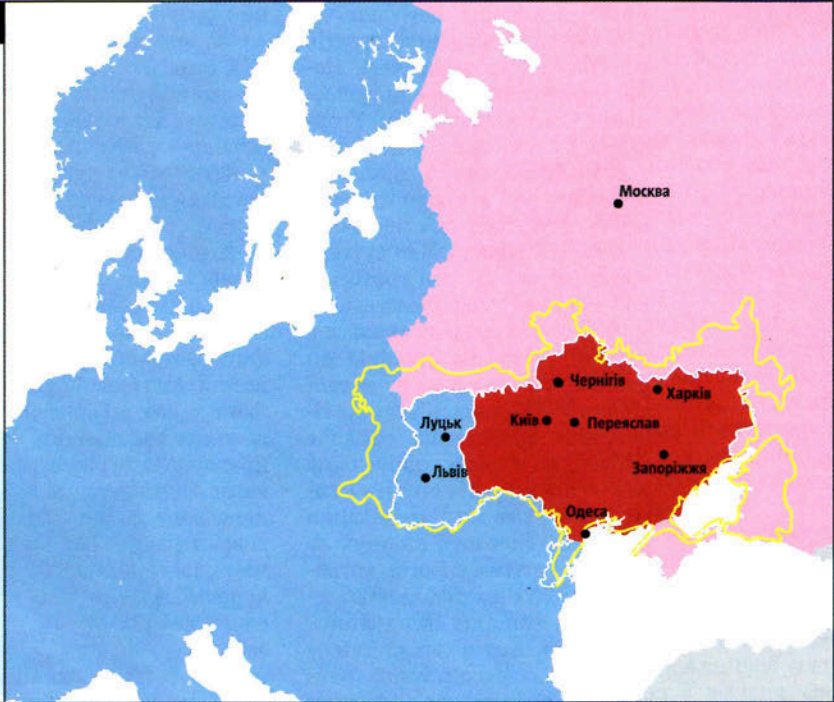 Москва
Чернігів
Харків
Луцьк
Київ
Переяслав
Львів
Запоріжжя
Одеса